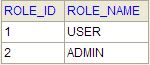 ROLE_ID ROLE_NAME
1 USER
2 ADMIN